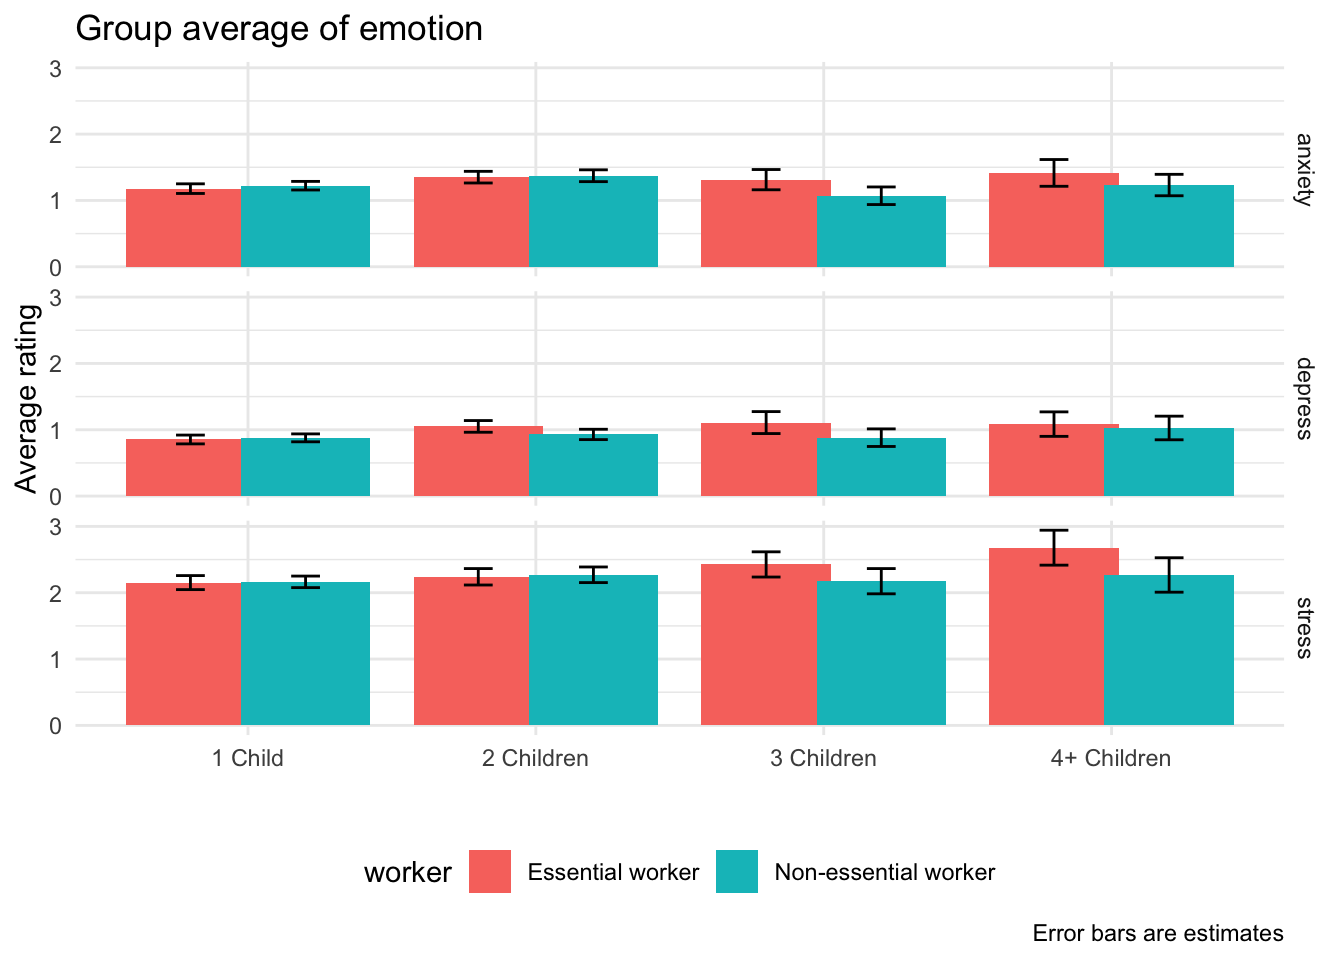 Group average of emotion
3
2
1
0
anxiety
Average rating
3
2
1
0
depress
3
2
1
0
stress
1 Child
2 Children
3 Children
4+ Children
worker
Essential worker
Non-essential worker
Error bars are estimates